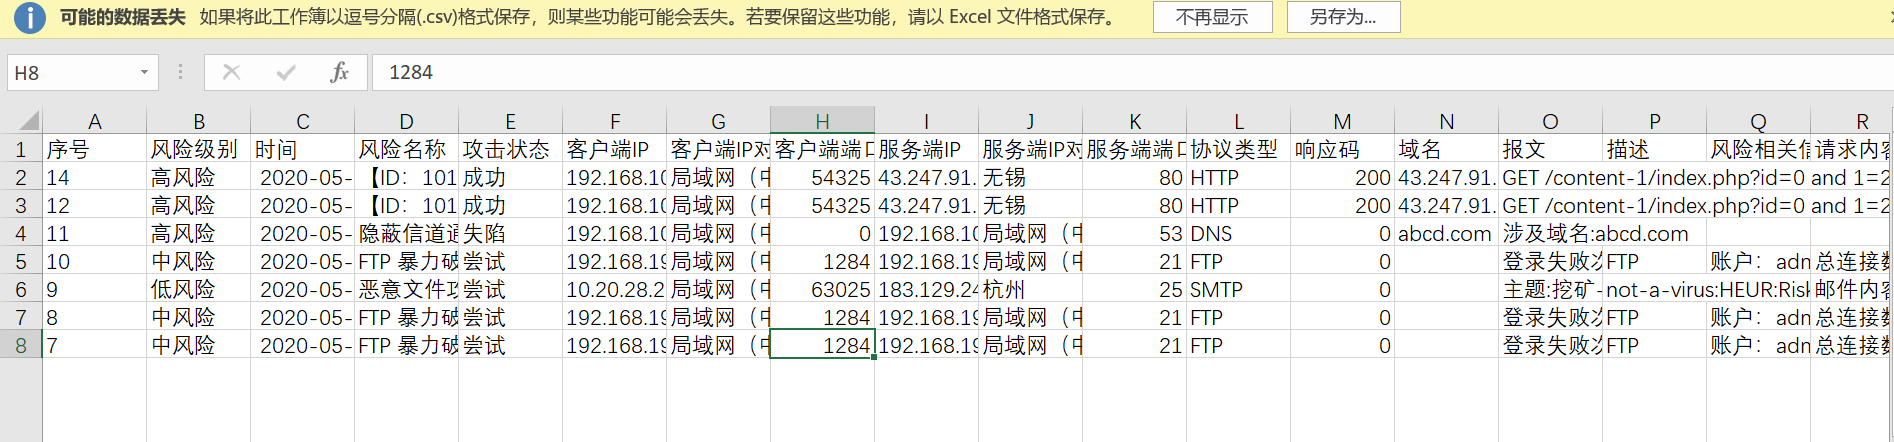 可能的数据丢失 如果将此工作簿以逗号分隔(.csv)格式保存，则某些功能可能会丢失。若要保留这些功能，请以 Excel 文件格式保存。 不再显示 另存为...
H8 fx 1284
A B C D E F G H I J K L M N O P Q R
1 序号 风险级别 时间 风险名称 攻击状态 客户端IP 客户端IP对 客户端端口 服务端IP 服务端IP对 服务端端口 协议类型 响应码 域名 报文 描述 风险相关信 请求内容
2 14 高风险 2020-05- 【ID：101 成功 192.168.10 局域网（中 54325 43.247.91. 无锡 80 HTTP 200 43.247.91. GET /content-1/index.php?id=0 and 1=2
3 12 高风险 2020-05- 【ID：101 成功 192.168.10 局域网（中 54325 43.247.91. 无锡 80 HTTP 200 43.247.91. GET /content-1/index.php?id=0 and 1=2
4 11 高风险 2020-05- 隐蔽信道通 失陷 192.168.10 局域网（中 0 192.168.10 局域网（中 53 DNS 0 abcd.com 涉及域名:abcd.com
5 10 中风险 2020-05- FTP 暴力破 尝试 192.168.19 局域网（中 1284 192.168.19 局域网（中 21 FTP 0 登录失败次 FTP 账户：adm 总连接数
6 9 低风险 2020-05- 恶意文件攻 尝试 10.20.28.2 局域网（中 63025 183.129.24 杭州 25 SMTP 0 主题:挖矿-not-a-virus:HEUR:Risk 邮件内容
7 8 中风险 2020-05- FTP 暴力破 尝试 192.168.19 局域网（中 1284 192.168.19 局域网（中 21 FTP 0 登录失败次 FTP 账户：adm 总连接数
8 7 中风险 2020-05- FTP 暴力破 尝试 192.168.19 局域网（中 1284 192.168.19 局域网（中 21 FTP 0 登录失败次 FTP 账户：adm 总连接数